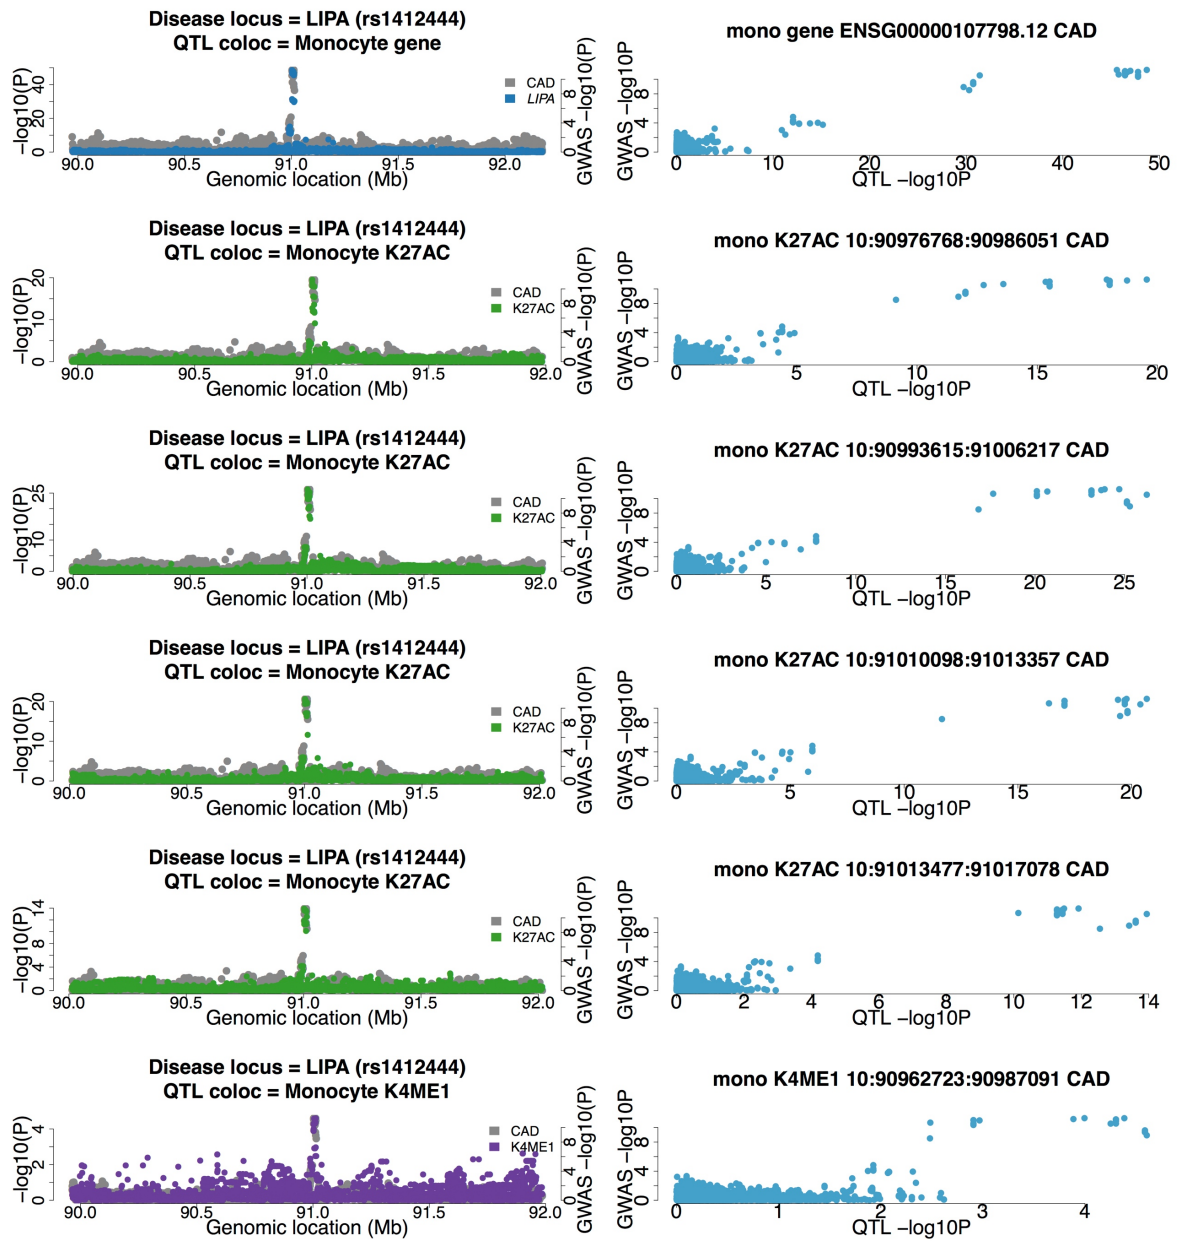 Disease locus = LIPA (rs1412444)
QTL coloc = Monocyte gene
−log10(P)
0 20 40
CAD
LIPA
GWAS −log10(P)
0 4 8
90.0 90.5 91.0 91.5 92.0
Genomic location (Mb)
mono gene ENSG00000107798.12 CAD
GWAS −log10P
0 4 8
0 10 20 30 40 50
QTL −log10P
Disease locus = LIPA (rs1412444)
QTL coloc = Monocyte K27AC
−log10(P)
0 10 20
CAD
K27AC
GWAS −log10(P)
0 4 8
90.0 90.5 91.0 91.5 92.0
Genomic location (Mb)
mono K27AC 10:90976768:90986051 CAD
GWAS −log10P
0 4 8
0 5 10 15 20
QTL −log10P
Disease locus = LIPA (rs1412444)
QTL coloc = Monocyte K27AC
−log10(P)
0 10 25
CAD
K27AC
GWAS −log10(P)
0 4 8
90.0 90.5 91.0 91.5 92.0
Genomic location (Mb)
mono K27AC 10:90993615:91006217 CAD
GWAS −log10P
0 4 8
0 5 10 15 20 25
QTL −log10P
Disease locus = LIPA (rs1412444)
QTL coloc = Monocyte K27AC
−log10(P)
0 10 20
CAD
K27AC
GWAS −log10(P)
0 4 8
90.0 90.5 91.0 91.5 92.0
Genomic location (Mb)
mono K27AC 10:91010098:91013357 CAD
GWAS −log10P
0 4 8
0 5 10 15 20
QTL −log10P
Disease locus = LIPA (rs1412444)
QTL coloc = Monocyte K27AC
−log10(P)
0 4 8 14
CAD
K27AC
GWAS −log10(P)
0 4 8
90.0 90.5 91.0 91.5 92.0
Genomic location (Mb)
mono K27AC 10:91013477:91017078 CAD
GWAS −log10P
0 4 8
0 2 4 6 8 10 12 14
QTL −log10P
Disease locus = LIPA (rs1412444)
QTL coloc = Monocyte K4ME1
−log10(P)
0 2 4
CAD
K4ME1
GWAS −log10(P)
0 4 8
90.0 90.5 91.0 91.5 92.0
Genomic location (Mb)
mono K4ME1 10:90962723:90987091 CAD
GWAS −log10P
0 4 8
0 1 2 3 4
QTL −log10P